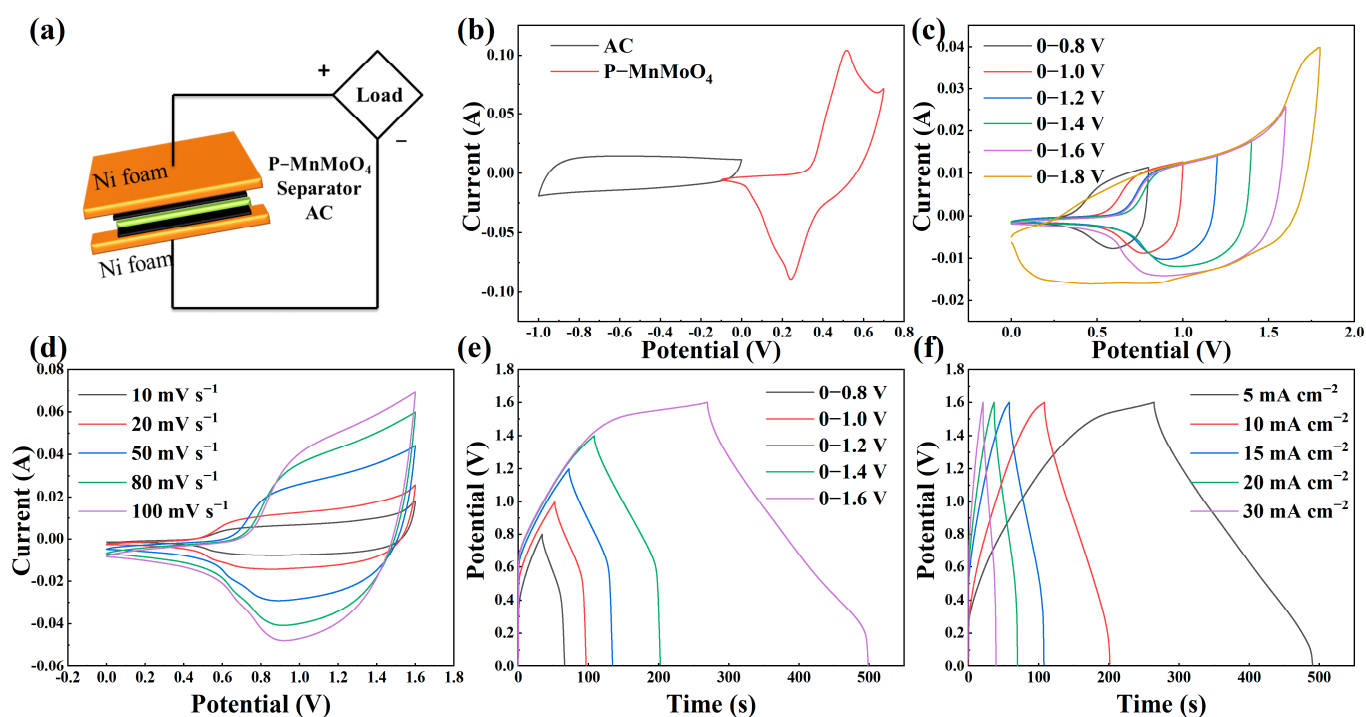 (a)
+
Load
−
Ni foam
P−MnMoO₄
Separator
AC
Ni foam
(b)
AC
P−MnMoO₄
0.10
0.05
0.00
-0.05
-0.10
Current (A)
-1.0 -0.8 -0.6 -0.4 -0.2 0.0 0.2 0.4 0.6 0.8
Potential (V)
(c)
0−0.8 V
0−1.0 V
0−1.2 V
0−1.4 V
0−1.6 V
0−1.8 V
0.04
0.03
0.02
0.01
0.00
-0.01
-0.02
Current (A)
0.0 0.5 1.0 1.5 2.0
Potential (V)
(d)
10 mV s⁻¹
20 mV s⁻¹
50 mV s⁻¹
80 mV s⁻¹
100 mV s⁻¹
0.08
0.06
0.04
0.02
0.00
-0.02
-0.04
-0.06
Current (A)
-0.2 0.0 0.2 0.4 0.6 0.8 1.0 1.2 1.4 1.6 1.8
Potential (V)
(e)
0−0.8 V
0−1.0 V
0−1.2 V
0−1.4 V
0−1.6 V
1.8
1.6
1.4
1.2
1.0
0.8
0.6
0.4
0.2
0.0
Potential (V)
0 100 200 300 400 500
Time (s)
(f)
5 mA cm⁻²
10 mA cm⁻²
15 mA cm⁻²
20 mA cm⁻²
30 mA cm⁻²
1.8
1.6
1.4
1.2
1.0
0.8
0.6
0.4
0.2
0.0
Potential (V)
0 100 200 300 400 500
Time (s)